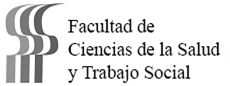 Facultad de
Ciencias de la Salud
y Trabajo Social